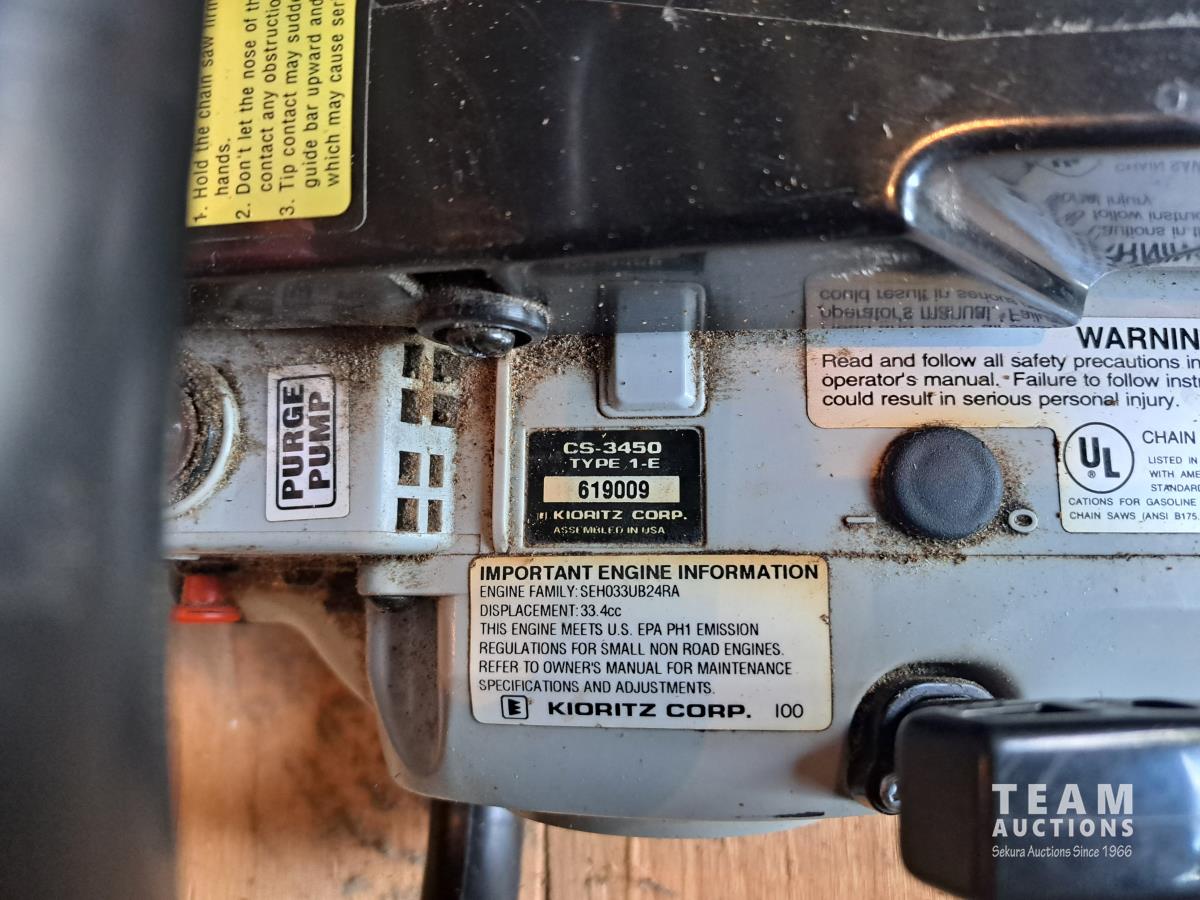 1. Hold the chain saw
hands.
2. Don't let the nose of the
contact any obstruction
3. Tip contact may
guide bar upward and
which may cause
PURGE
PUMP
CS-3450
TYPE 1-E
619009
KIORITZ CORP.
ASSEMBLED IN USA
WARNIN
Read and follow all safety precautions in
operator's manual. Failure to follow inst
could result in serious personal injury.
UL
®
CHAIN
LISTED IN
WITH AME
STANDARD
CATIONS FOR GASOLINE
CHAIN SAWS (ANSI B175.
IMPORTANT ENGINE INFORMATION
ENGINE FAMILY: SEH033UB24RA
DISPLACEMENT: 33.4cc
THIS ENGINE MEETS U.S. EPA PH1 EMISSION
REGULATIONS FOR SMALL NON ROAD ENGINES.
REFER TO OWNER'S MANUAL FOR MAINTENANCE
SPECIFICATIONS AND ADJUSTMENTS.
KIORITZ CORP. 100
TEAM
AUCTIONS
Sekura Auctions Since 1966